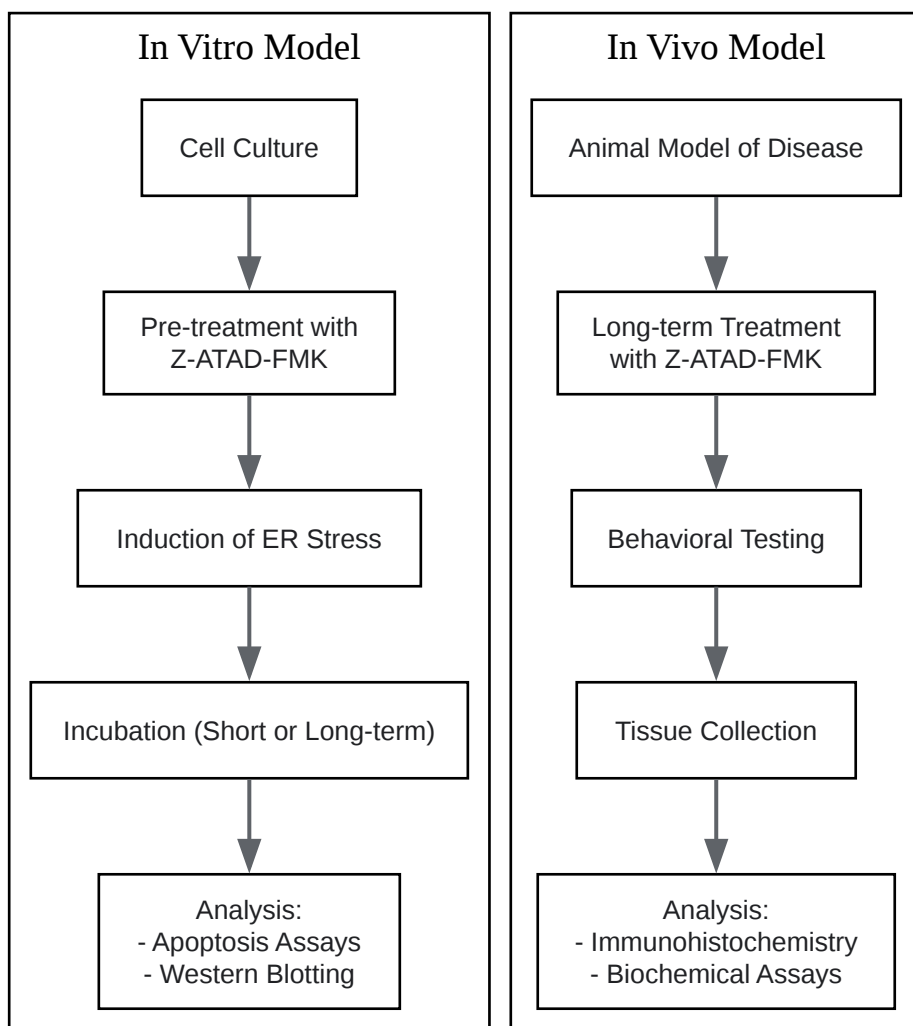 In Vitro Model
Cell Culture
Pre-treatment with
Z-ATAD-FMK
Induction of ER Stress
Incubation (Short or Long-term)
Analysis:
- Apoptosis Assays
- Western Blotting
In Vivo Model
Animal Model of Disease
Long-term Treatment
with Z-ATAD-FMK
Behavioral Testing
Tissue Collection
Analysis:
- Immunohistochemistry
- Biochemical Assays